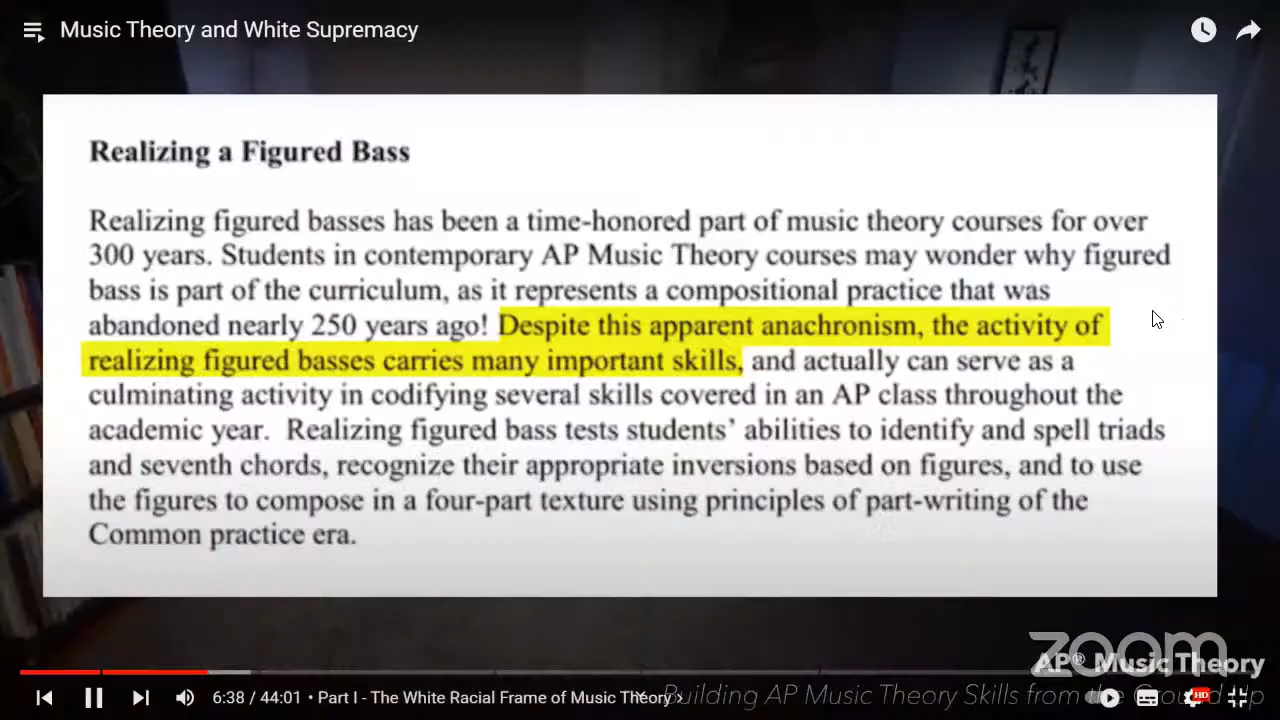 Music Theory and White Supremacy
Realizing a Figured Bass
Realizing figured basses has been a time-honored part of music theory courses for over
300 years. Students in contemporary AP Music Theory courses may wonder why figured
bass is part of the curriculum, as it represents a compositional practice that was
abandoned nearly 250 years ago! Despite this apparent anachronism, the activity of
realizing figured basses carries many important skills, and actually can serve as a
culminating activity in codifying several skills covered in an AP class throughout the
academic year. Realizing figured bass tests students' abilities to identify and spell triads
and seventh chords, recognize their appropriate inversions based on figures, and to use
the figures to compose in a four-part texture using principles of part-writing of the
Common practice era.
zoom
AP® Music Theory
6:38 / 44:01 • Part I - The White Racial Frame of Music Theory ›
Building AP Music Theory Skills from the Ground Up
HD